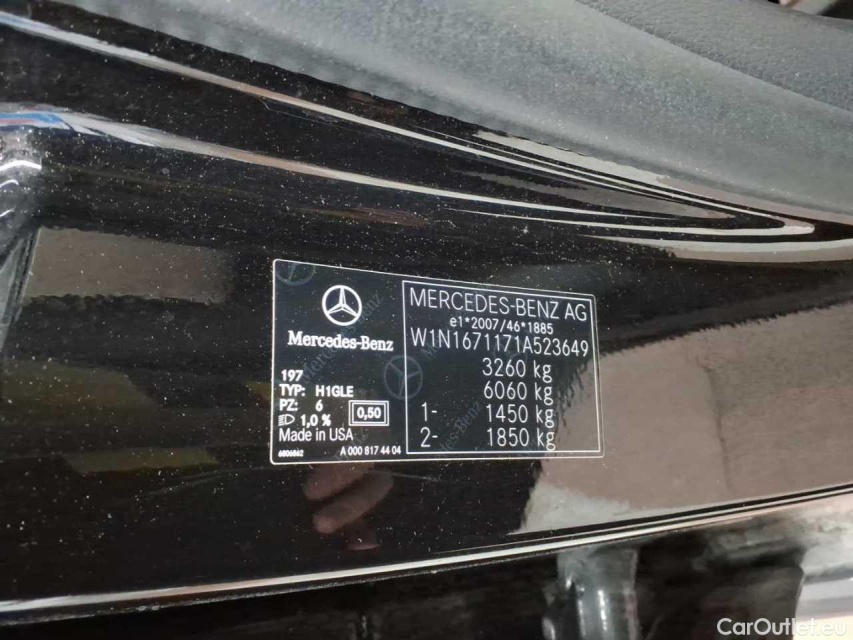 Mercedes-Benz
197
TYP: H1GLE
PZ: 6
1,0 % 0,50
Made in USA
6806862 A 000 817 44 04
MERCEDES-BENZ AG
e1*2007/46*1885
W1N1671171A523649
3260 kg
6060 kg
1- 1450 kg
2- 1850 kg
CarOutlet.eu